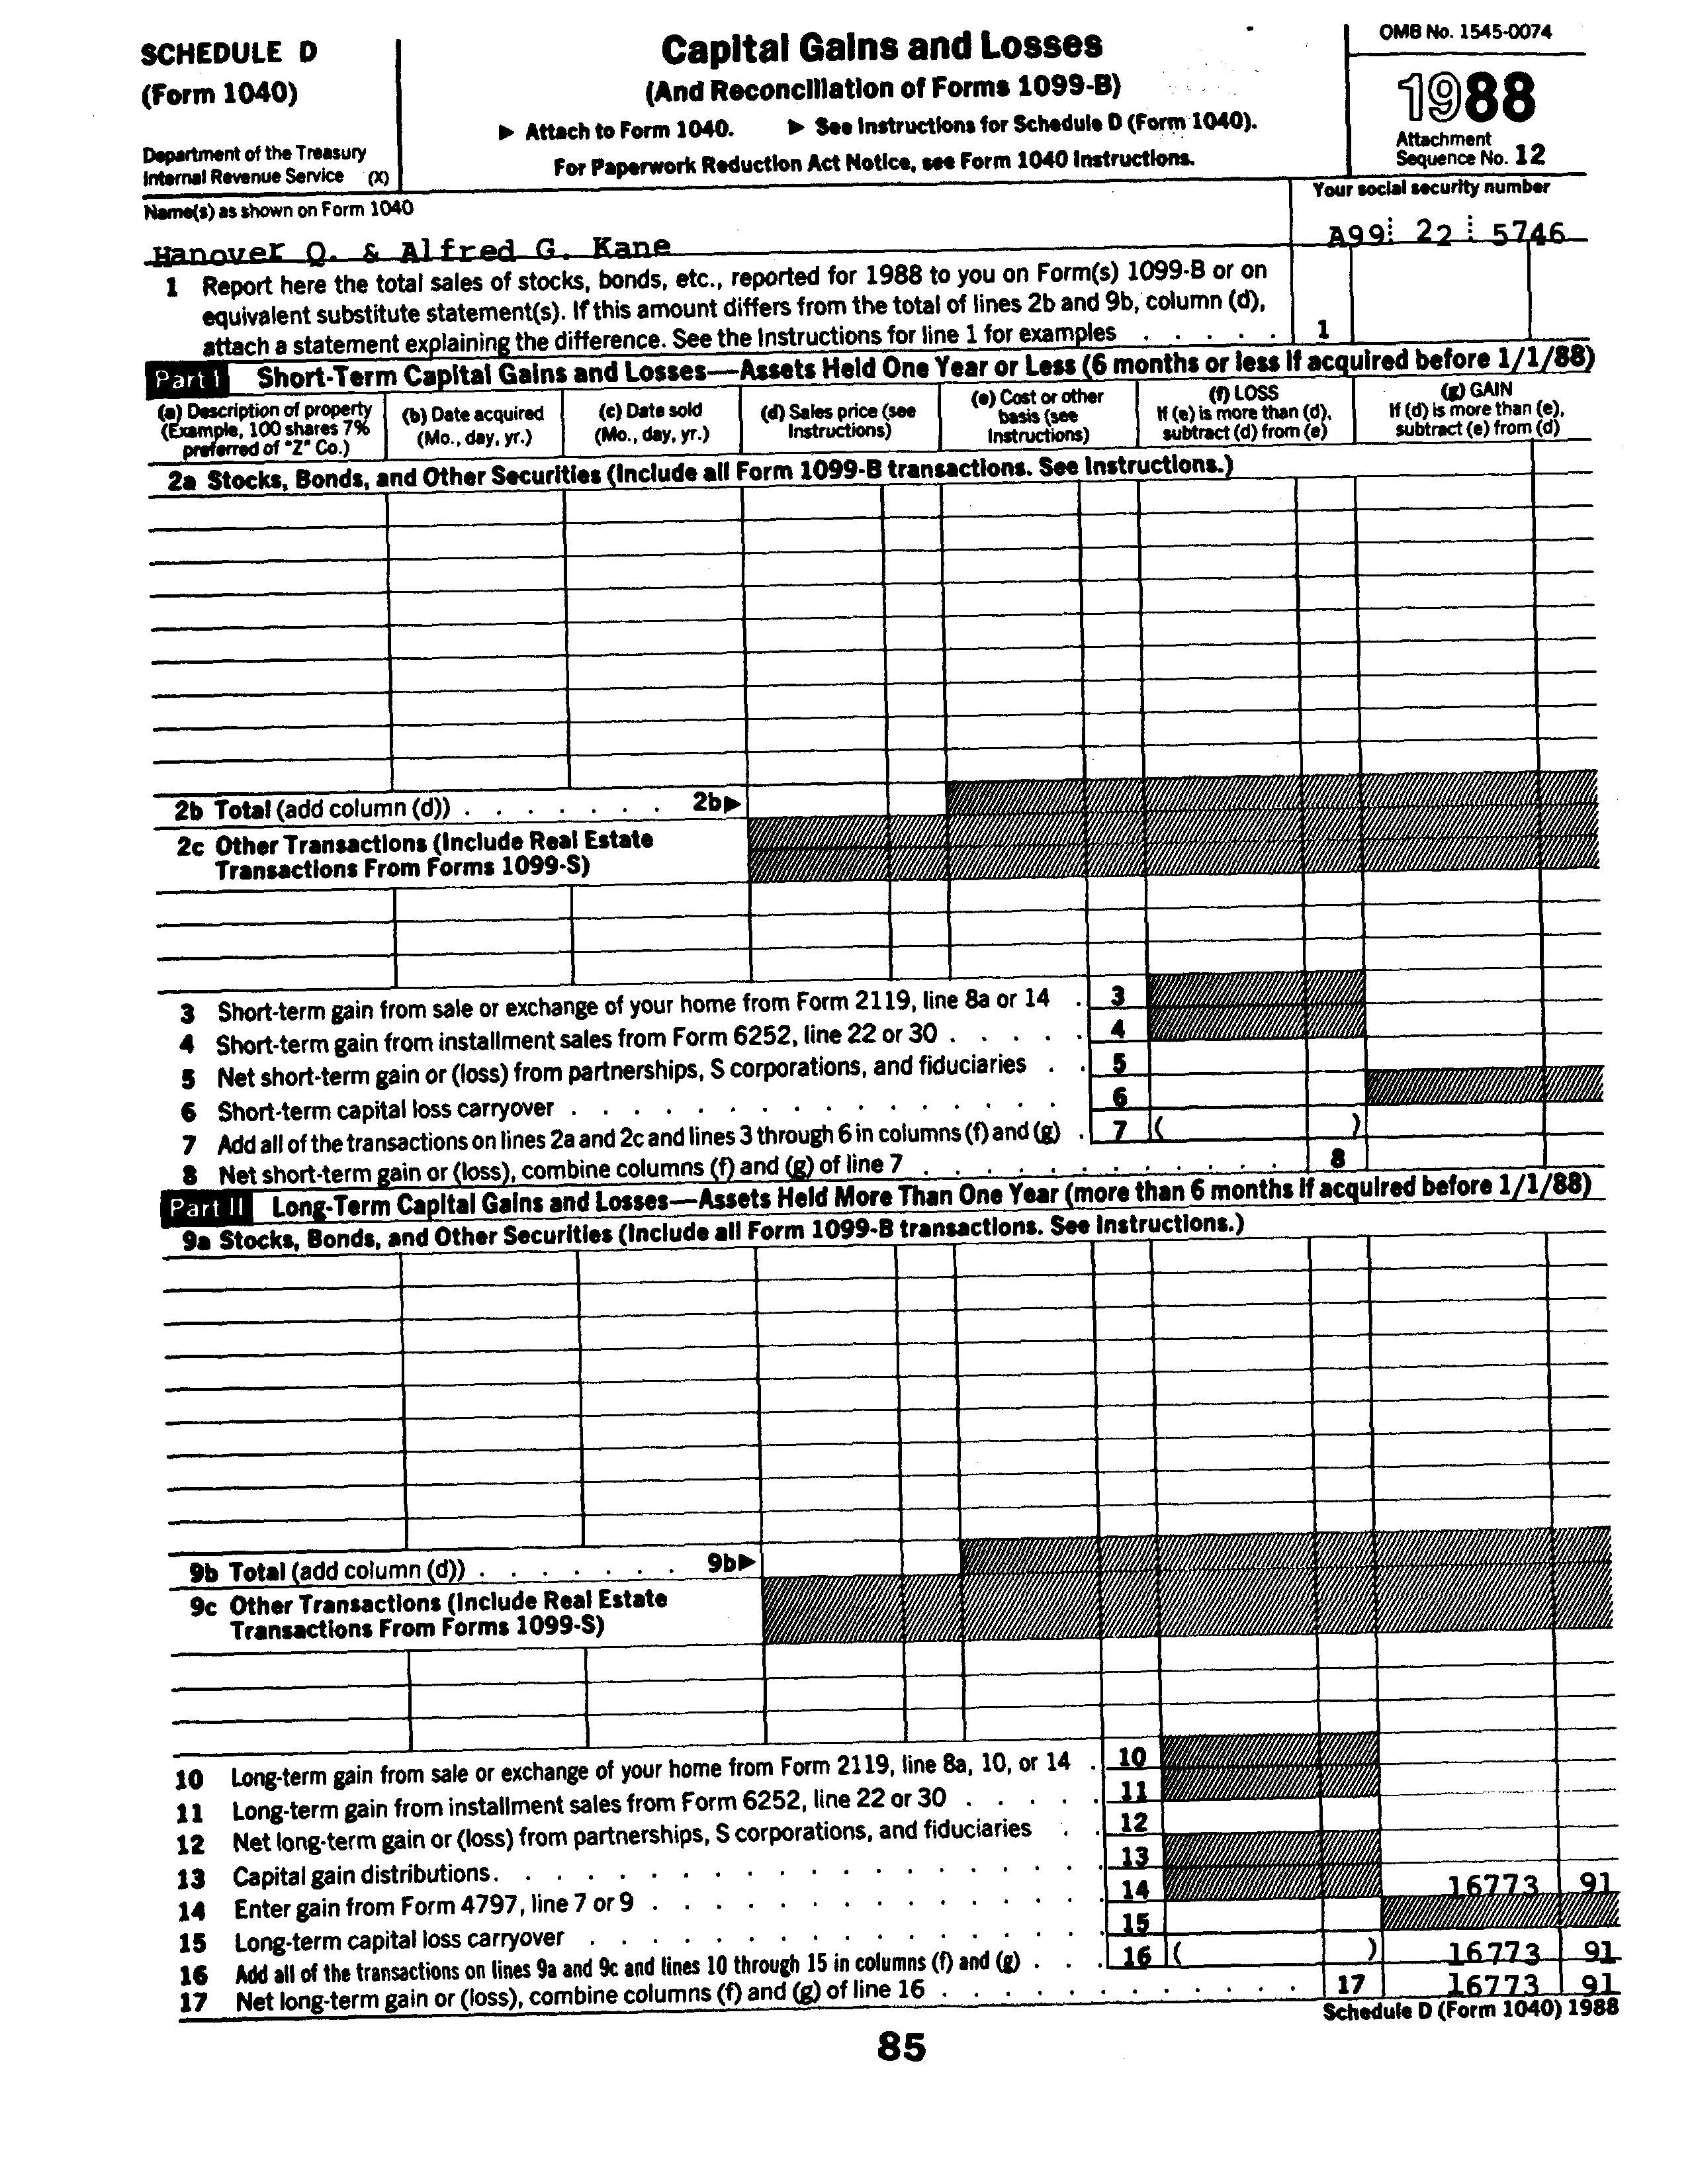 SCHEDULE D
(Form 1040)
Department of the Treasury
Internal Revenue Service (X)
Capital Gains and Losses
(And Reconciliation of Forms 1099-B)
▶ Attach to Form 1040. ▶ See Instructions for Schedule D (Form 1040).
For Paperwork Reduction Act Notice, see Form 1040 Instructions.
OMB No. 1545-0074
1988
Attachment
Sequence No. 12
Name(s) as shown on Form 1040
Your social security number
Hanover Q. & Alfred G. Kane
A99 22 5746
1 Report here the total sales of stocks, bonds, etc., reported for 1988 to you on Form(s) 1099-B or on
equivalent substitute statement(s). If this amount differs from the total of lines 2b and 9b, column (d),
attach a statement explaining the difference. See the Instructions for line 1 for examples . . . . . 1
Part I Short-Term Capital Gains and Losses—Assets Held One Year or Less (6 months or less if acquired before 1/1/88)
(a) Description of property
(Example, 100 shares 7%
preferred of "Z" Co.)
(b) Date acquired
(Mo., day, yr.)
(c) Date sold
(Mo., day, yr.)
(d) Sales price (see
Instructions)
(e) Cost or other
basis (see
Instructions)
(f) LOSS
If (e) is more than (d),
subtract (d) from (e)
(g) GAIN
If (d) is more than (e),
subtract (e) from (d)
2a Stocks, Bonds, and Other Securities (Include all Form 1099-B transactions. See Instructions.)
2b Total (add column (d)) . . . . . . . 2b▶
2c Other Transactions (Include Real Estate
Transactions From Forms 1099-S)
3 Short-term gain from sale or exchange of your home from Form 2119, line 8a or 14 . 3
4 Short-term gain from installment sales from Form 6252, line 22 or 30 . . . . . 4
5 Net short-term gain or (loss) from partnerships, S corporations, and fiduciaries . . 5
6 Short-term capital loss carryover . . . . . . . . . . . . . . . . 6
7 Add all of the transactions on lines 2a and 2c and lines 3 through 6 in columns (f) and (g) . 7 ( )
8 Net short-term gain or (loss), combine columns (f) and (g) of line 7 . . . . . . . . . . . . 8
Part II Long-Term Capital Gains and Losses—Assets Held More Than One Year (more than 6 months if acquired before 1/1/88)
9a Stocks, Bonds, and Other Securities (Include all Form 1099-B transactions. See Instructions.)
9b Total (add column (d)) . . . . . . . 9b▶
9c Other Transactions (Include Real Estate
Transactions From Forms 1099-S)
10 Long-term gain from sale or exchange of your home from Form 2119, line 8a, 10, or 14 . 10
11 Long-term gain from installment sales from Form 6252, line 22 or 30 . . . . . 11
12 Net long-term gain or (loss) from partnerships, S corporations, and fiduciaries . . 12
13 Capital gain distributions . . . . . . . . . . . . . . . . . 13
14 Enter gain from Form 4797, line 7 or 9 . . . . . . . . . . . . 14 16773 91
15 Long-term capital loss carryover . . . . . . . . . . . . . . 15
16 Add all of the transactions on lines 9a and 9c and lines 10 through 15 in columns (f) and (g) . . . 16 ( ) 16773 91
17 Net long-term gain or (loss), combine columns (f) and (g) of line 16 . . . . . . . . . . . . 17 16773 91
Schedule D (Form 1040) 1988
85